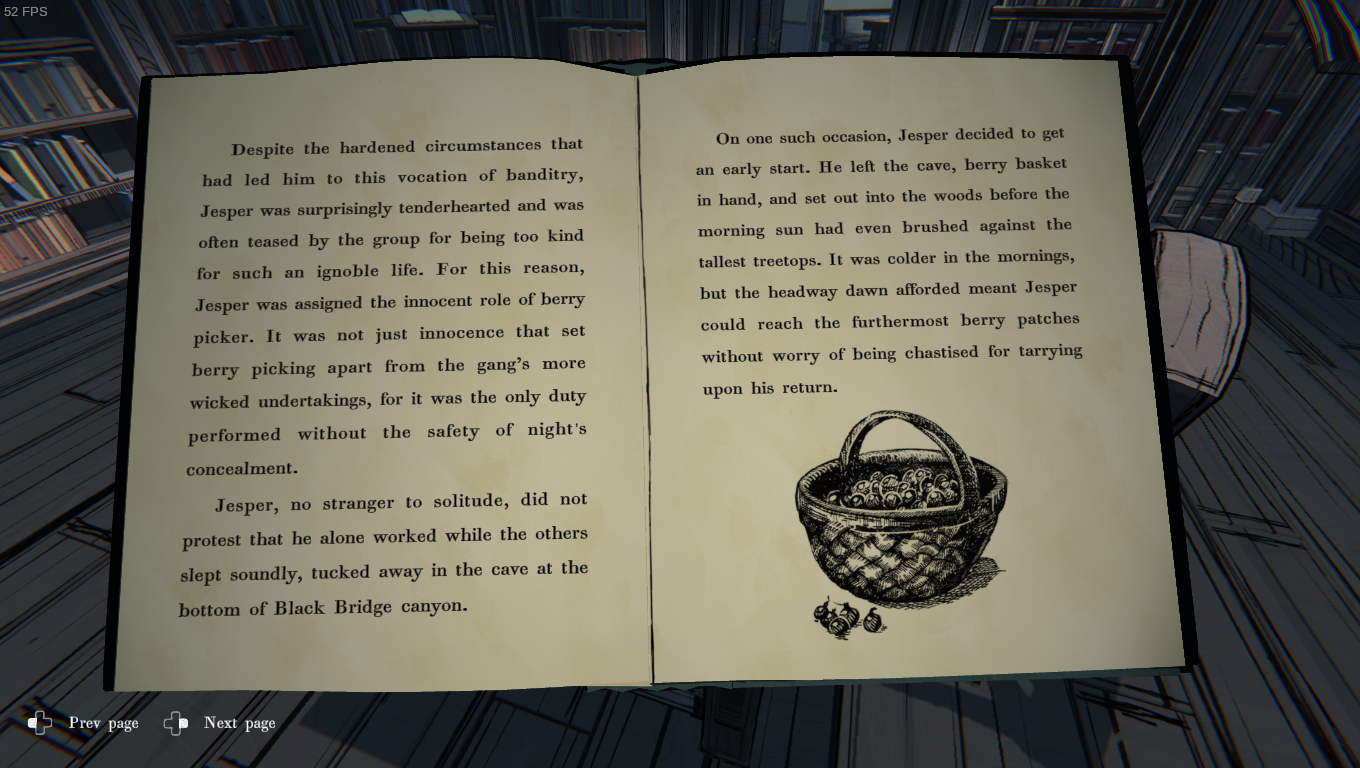 52 FPS
Despite the hardened circumstances that
had led him to this vocation of banditry,
Jesper was surprisingly tenderhearted and was
often teased by the group for being too kind
for such an ignoble life. For this reason,
Jesper was assigned the innocent role of berry
picker. It was not just innocence that set
berry picking apart from the gang's more
wicked undertakings, for it was the only duty
performed without the safety of night's
concealment.
Jesper, no stranger to solitude, did not
protest that he alone worked while the others
slept soundly, tucked away in the cave at the
bottom of Black Bridge canyon.
On one such occasion, Jesper decided to get
an early start. He left the cave, berry basket
in hand, and set out into the woods before the
morning sun had even brushed against the
tallest treetops. It was colder in the mornings,
but the headway dawn afforded meant Jesper
could reach the furthermost berry patches
without worry of being chastised for tarrying
upon his return.
Prev page
Next page